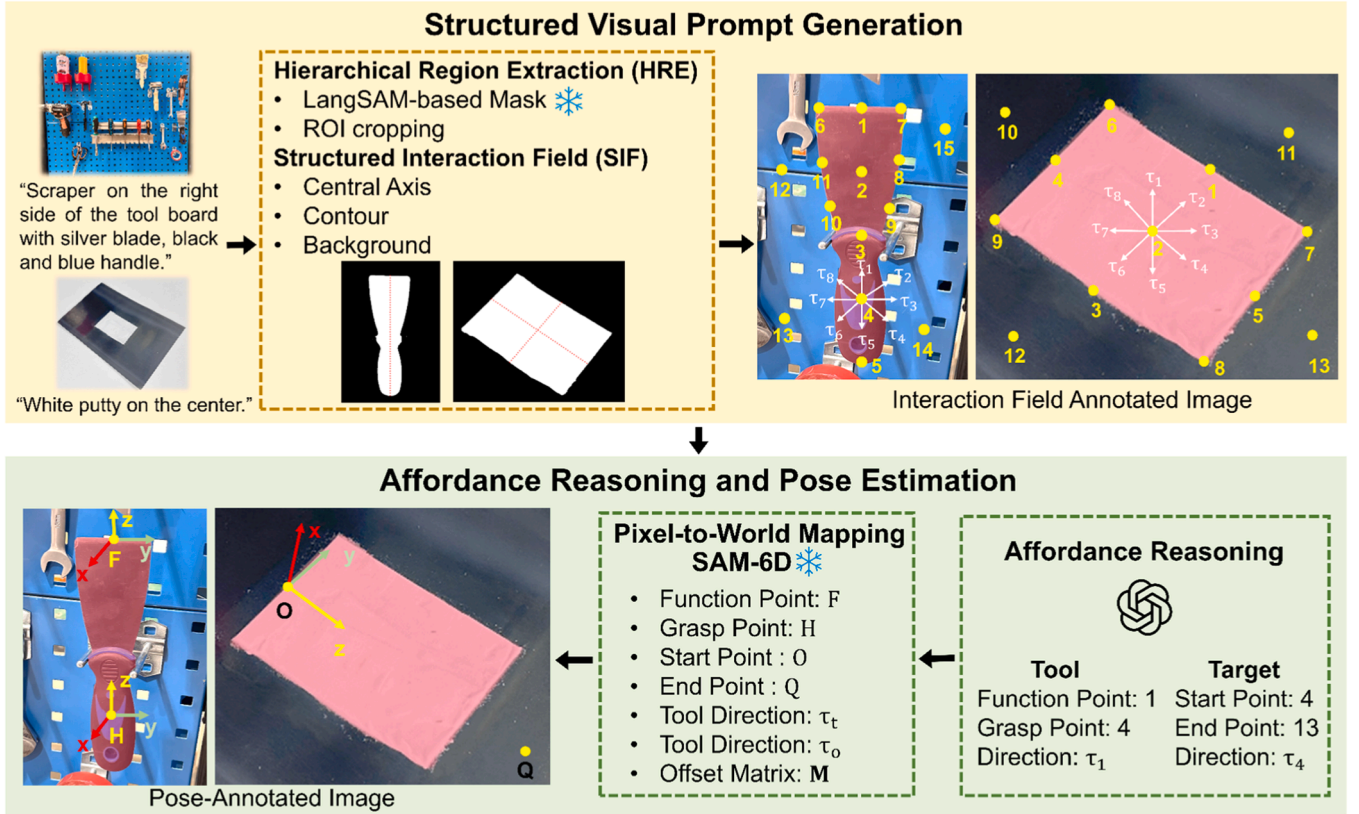 Structured Visual Prompt Generation
“Scraper on the right
side of the tool board
with silver blade, black
and blue handle.”
“White putty on the center.”
Hierarchical Region Extraction (HRE)
• LangSAM-based Mask
• ROI cropping
Structured Interaction Field (SIF)
• Central Axis
• Contour
• Background
6 1 7
15
11 8
12 2
10 9
3
τ₁
τ₈ τ₂
τ₇ τ₃
4
τ₆ τ₅ τ₄
13 14
5
10 6
11
4 1
τ₁
τ₈ τ₂
τ₇ τ₃
2
τ₆ τ₄
τ₅
9 7
3 5
12 13
8
Interaction Field Annotated Image
Affordance Reasoning and Pose Estimation
z
F y
x
z
H y
x
x
y
O
z
Q
Pose-Annotated Image
Pixel-to-World Mapping
SAM-6D
• Function Point: F
• Grasp Point: H
• Start Point : O
• End Point : Q
• Tool Direction: τₜ
• Tool Direction: τₒ
• Offset Matrix: M
Affordance Reasoning
Tool Target
Function Point: 1 Start Point: 4
Grasp Point: 4 End Point: 13
Direction: τ₁ Direction: τ₄